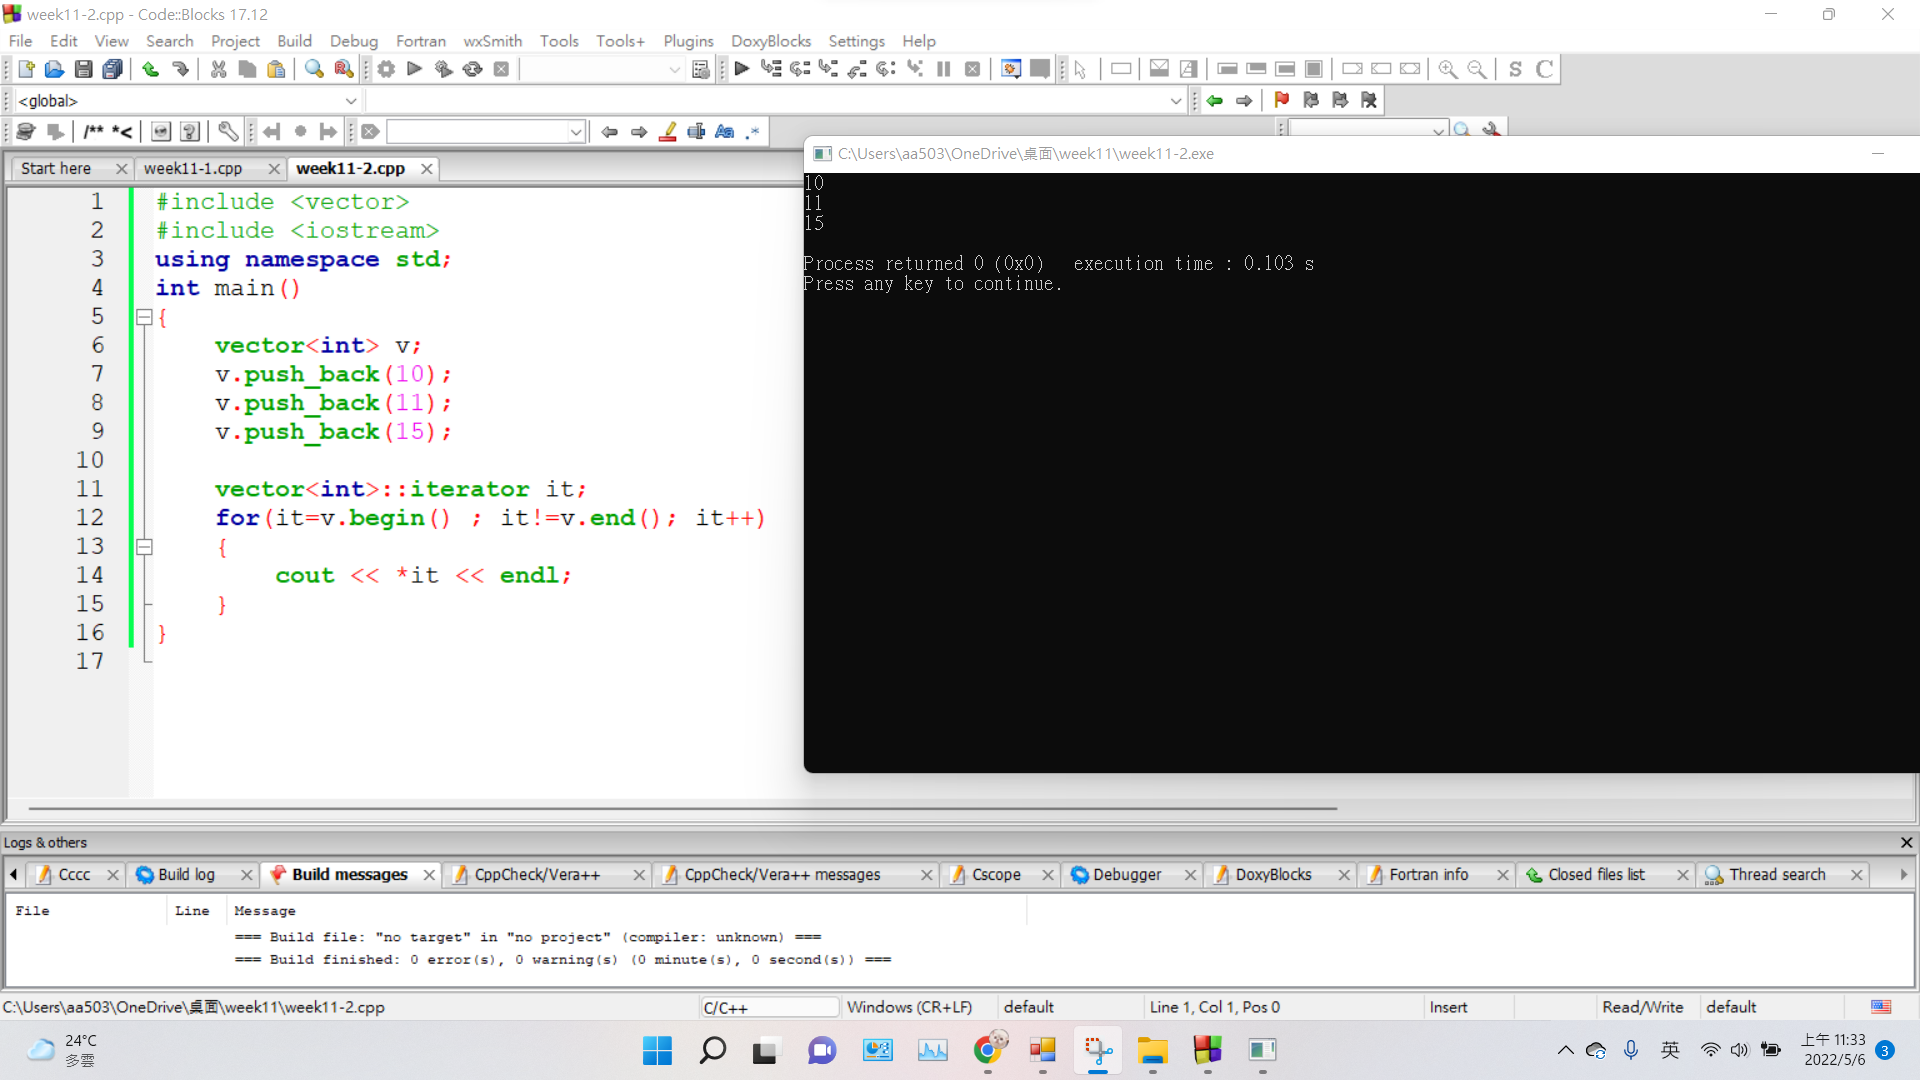 week11-2.cpp - Code::Blocks 17.12
File Edit View Search Project Build Debug Fortran wxSmith Tools Tools+ Plugins DoxyBlocks Settings Help
<global>
/** *<
Start here week11-1.cpp week11-2.cpp
1 #include <vector>
2 #include <iostream>
3 using namespace std;
4 int main()
5 {
6 vector<int> v;
7 v.push_back(10);
8 v.push_back(11);
9 v.push_back(15);
10
11 vector<int>::iterator it;
12 for(it=v.begin() ; it!=v.end(); it++)
13 {
14 cout << *it << endl;
15 }
16 }
17
C:\Users\aa503\OneDrive\桌面\week11\week11-2.exe
10
11
15
Process returned 0 (0x0) execution time : 0.103 s
Press any key to continue.
Logs & others
Cccc Build log Build messages CppCheck/Vera++ CppCheck/Vera++ messages Cscope Debugger DoxyBlocks Fortran info Closed files list Thread search
File Line Message
=== Build file: "no target" in "no project" (compiler: unknown) ===
=== Build finished: 0 error(s), 0 warning(s) (0 minute(s), 0 second(s)) ===
C:\Users\aa503\OneDrive\桌面\week11\week11-2.cpp C/C++ Windows (CR+LF) default Line 1, Col 1, Pos 0 Insert Read/Write default
24°C
多雲
英
上午 11:33
2022/5/6
3